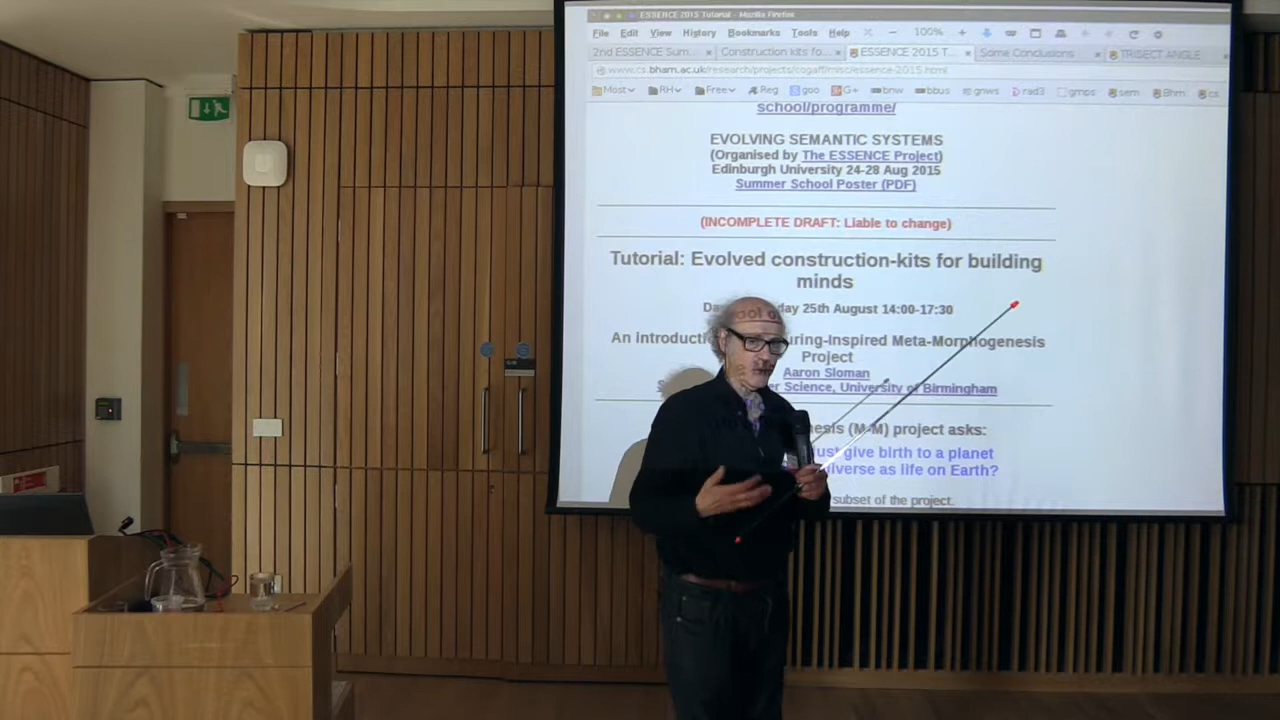 ESSENCE 2015 Tutorial - Mozilla Firefox
File Edit View History Bookmarks Tools Help 100%
2nd ESSENCE Sum... Construction kits fo... ESSENCE 2015 T... Some Conclusions TRISECT ANGLE
www.cs.bham.ac.uk/research/projects/cogaff/misc/essence-2015.html
Most RH Free Reg goo G+ bnw bbus gnws rad3 gmps sem Bhm cs
school/programme/
EVOLVING SEMANTIC SYSTEMS
(Organised by The ESSENCE Project)
Edinburgh University 24-28 Aug 2015
Summer School Poster (PDF)
(INCOMPLETE DRAFT: Liable to change)
Tutorial: Evolved construction-kits for building
minds
day 25th August 14:00-17:30
An uring-Inspired Meta-Morphogenesis
Project
Aaron Sloman
Science, University of Birmingham
nesis (M-M) project asks:
ust give birth to a planet
iverse as life on Earth?
subset of the project.